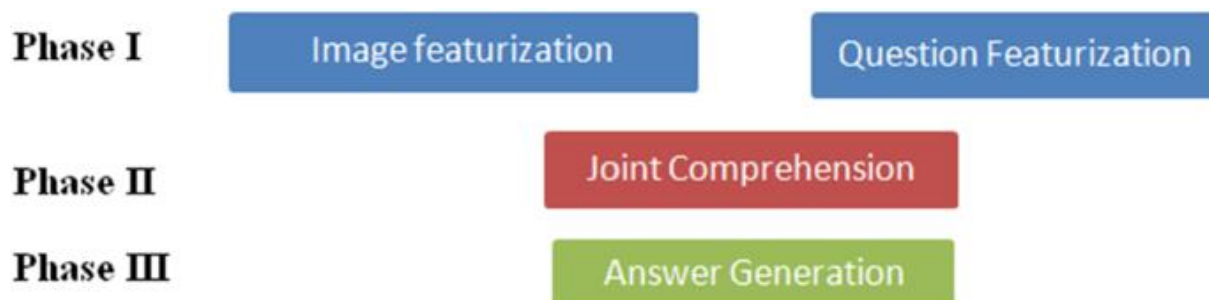 Phase I
Image featurization
Question Featurization
Phase II
Joint Comprehension
Phase III
Answer Generation